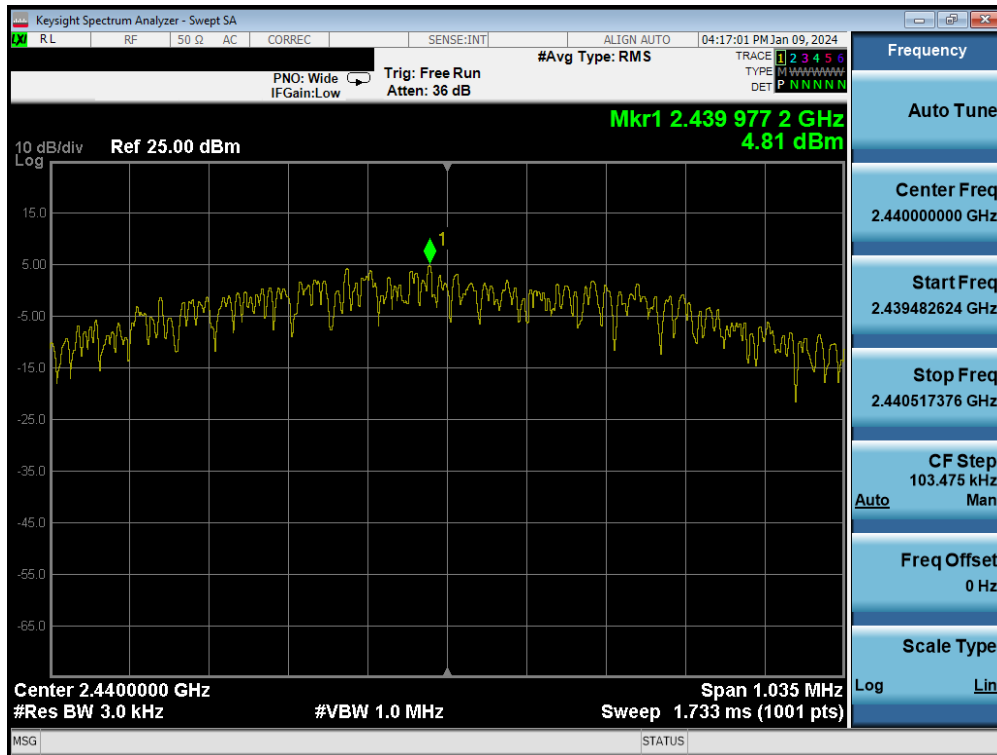 Keysight Spectrum Analyzer - Swept SA
LXI RL RF 50 Ω AC CORREC SENSE:INT ALIGN AUTO 04:17:01 PM Jan 09, 2024
#Avg Type: RMS
TRACE 1 2 3 4 5 6
PNO: Wide Trig: Free Run
TYPE M WWWWW
IFGain:Low Atten: 36 dB
DET P N N N N N
Mkr1 2.439 977 2 GHz
4.81 dBm
10 dB/div Ref 25.00 dBm
Log
15.0
1
5.00
-5.00
-15.0
-25.0
-35.0
-45.0
-55.0
-65.0
Center 2.4400000 GHz Span 1.035 MHz
#Res BW 3.0 kHz #VBW 1.0 MHz Sweep 1.733 ms (1001 pts)
MSG STATUS
Frequency
Auto Tune
Center Freq
2.440000000 GHz
Start Freq
2.439482624 GHz
Stop Freq
2.440517376 GHz
CF Step
103.475 kHz
Auto Man
Freq Offset
0 Hz
Scale Type
Log Lin